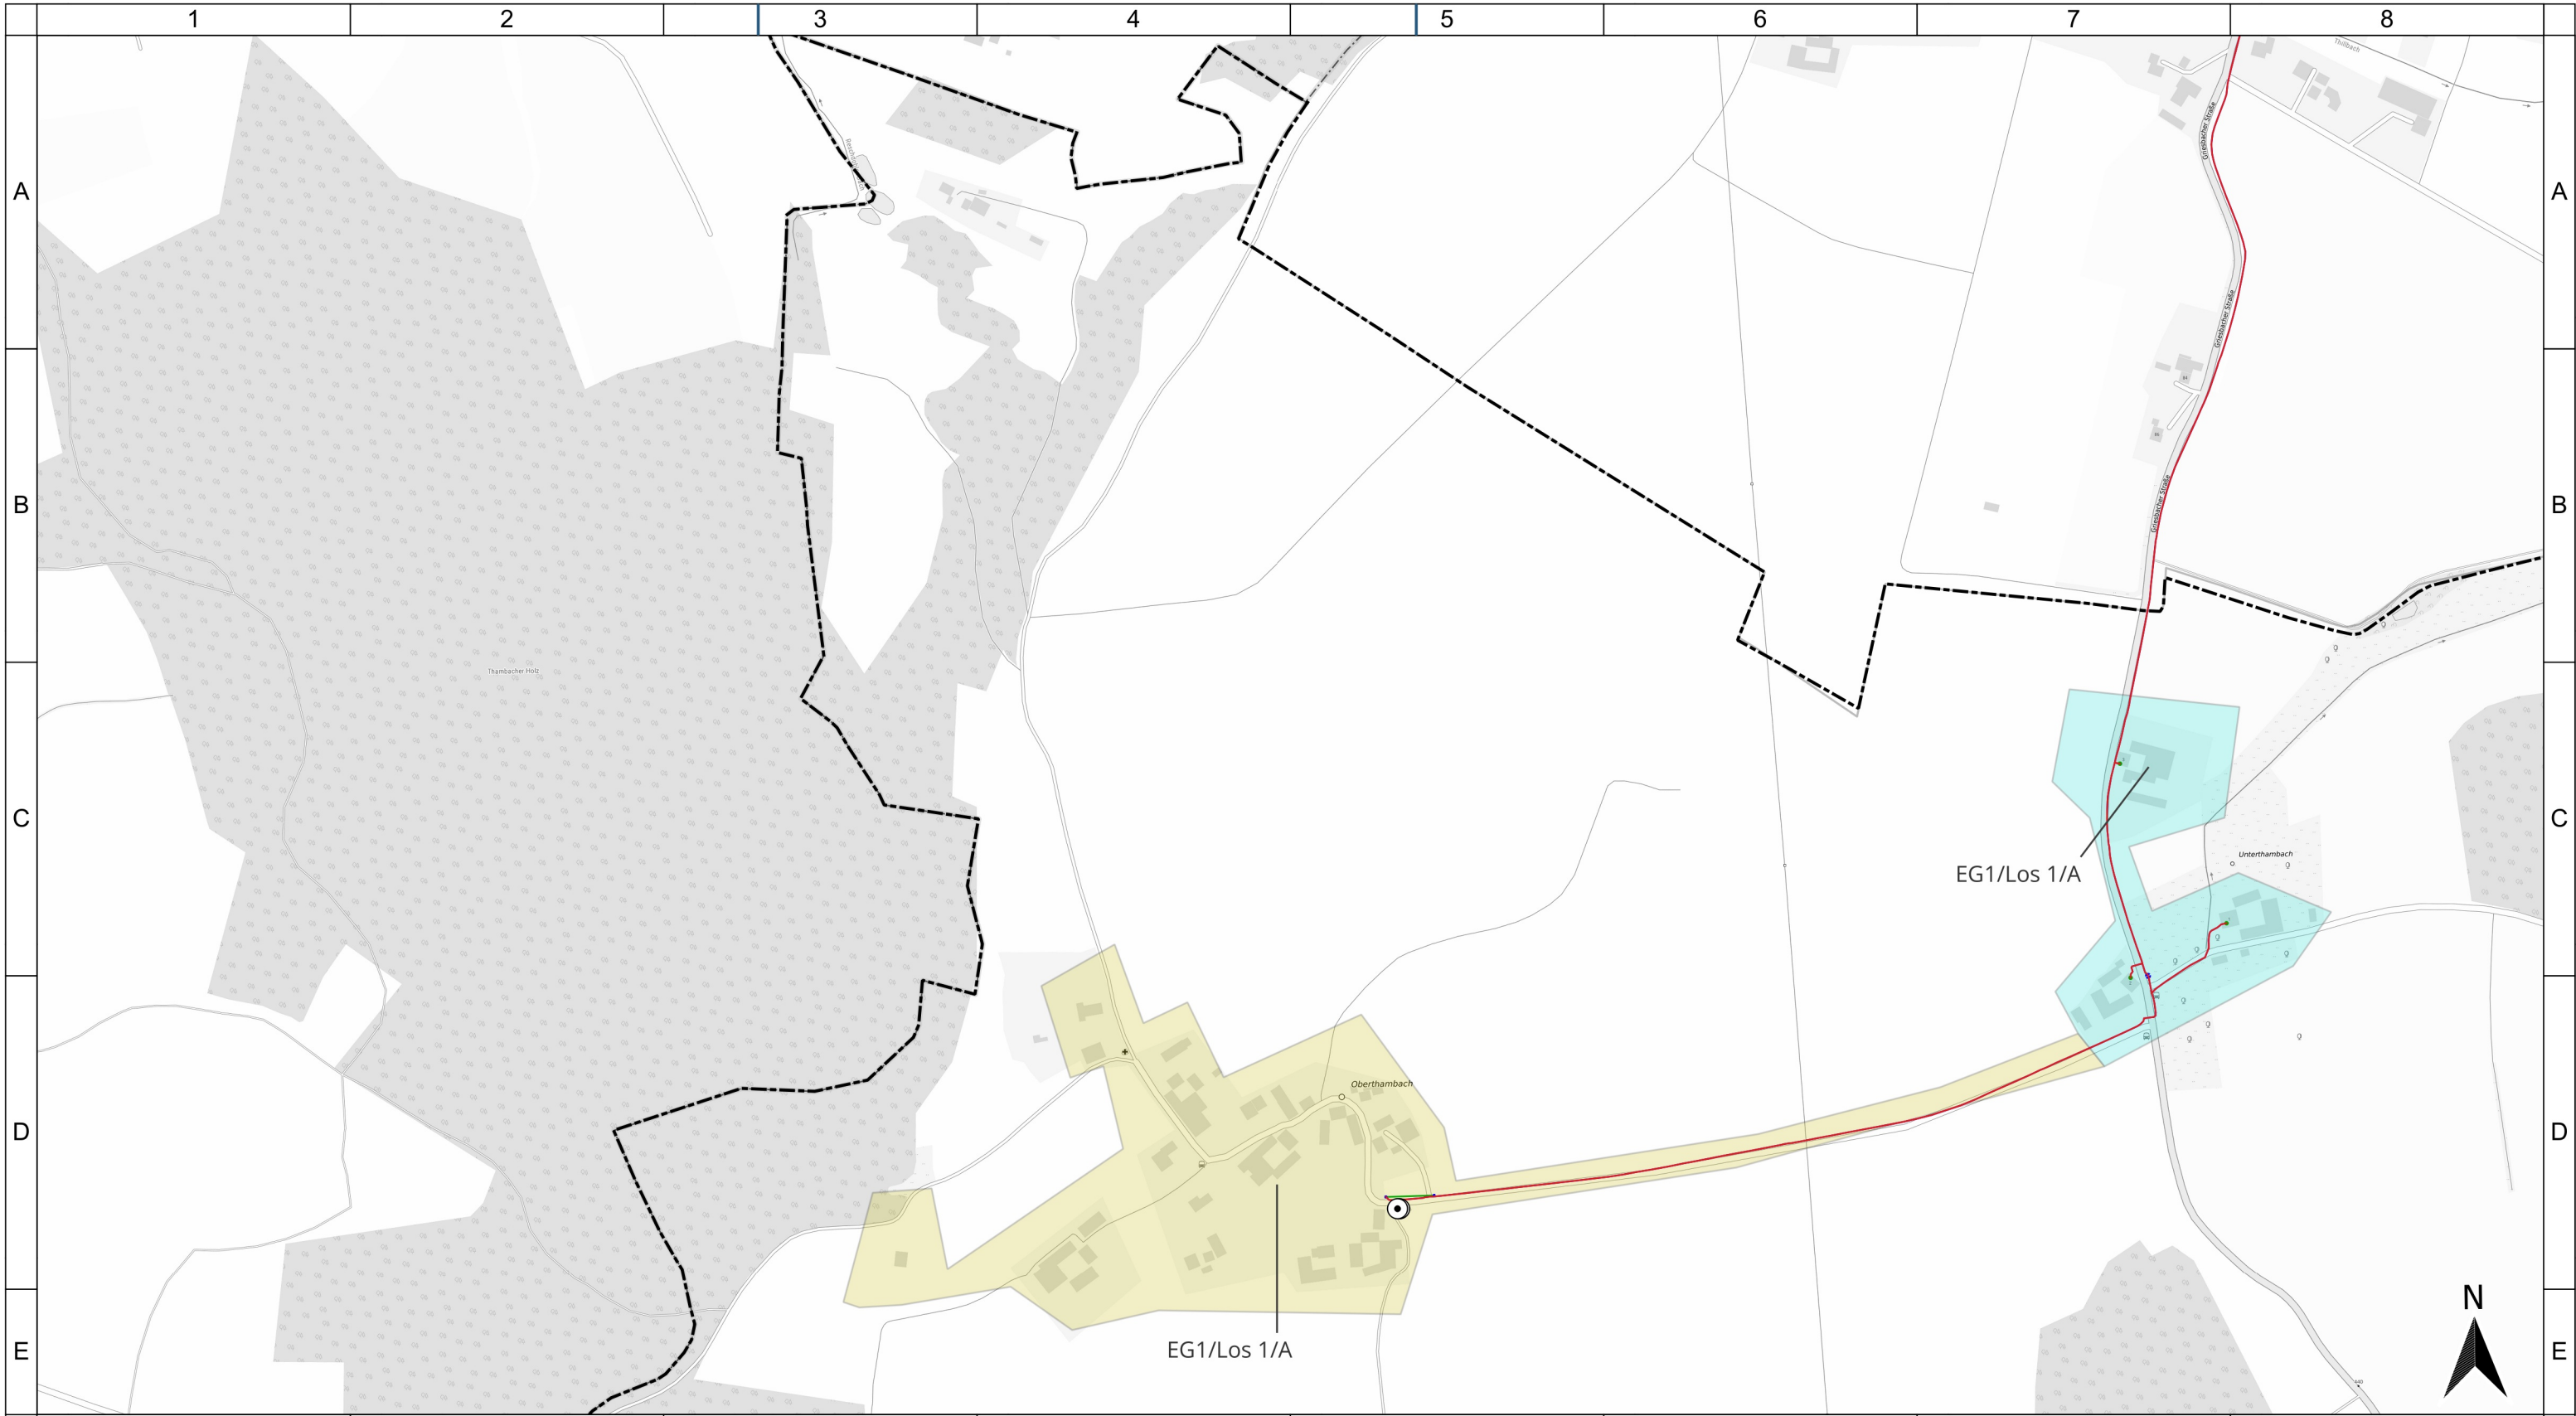 1 2 3 4 5 6 7 8
Thillbach
Griesbacher Straße
A A
Griesbacher Straße
B B
Griesbacher Straße
Thambacher Holz
C C
Unterthambach
EG1/Los 1/A
Oberthambach
D D
N
EG1/Los 1/A
E E